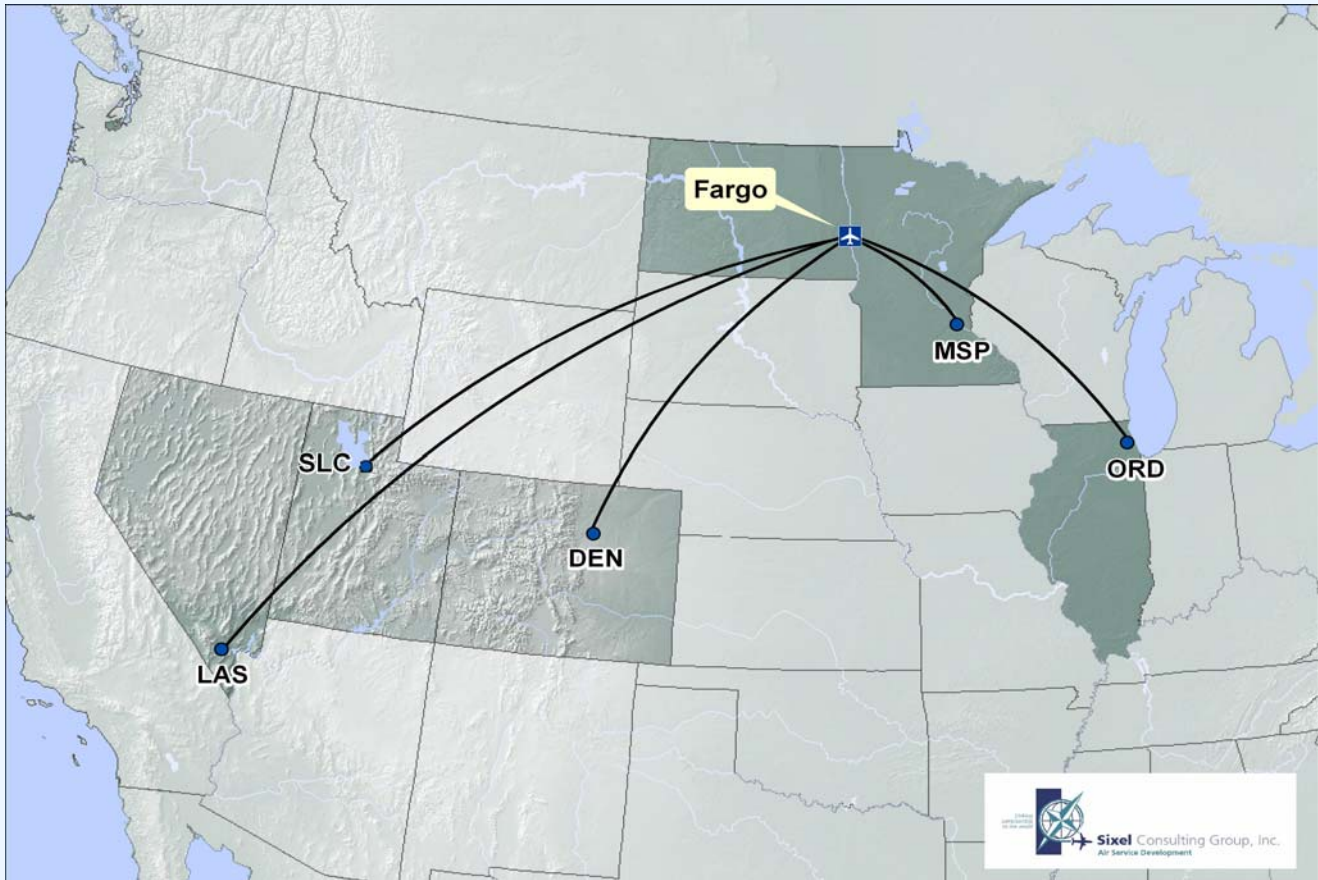 Fargo
MSP
ORD
SLC
DEN
LAS
Sixel Consulting Group, Inc.
Air Service Development